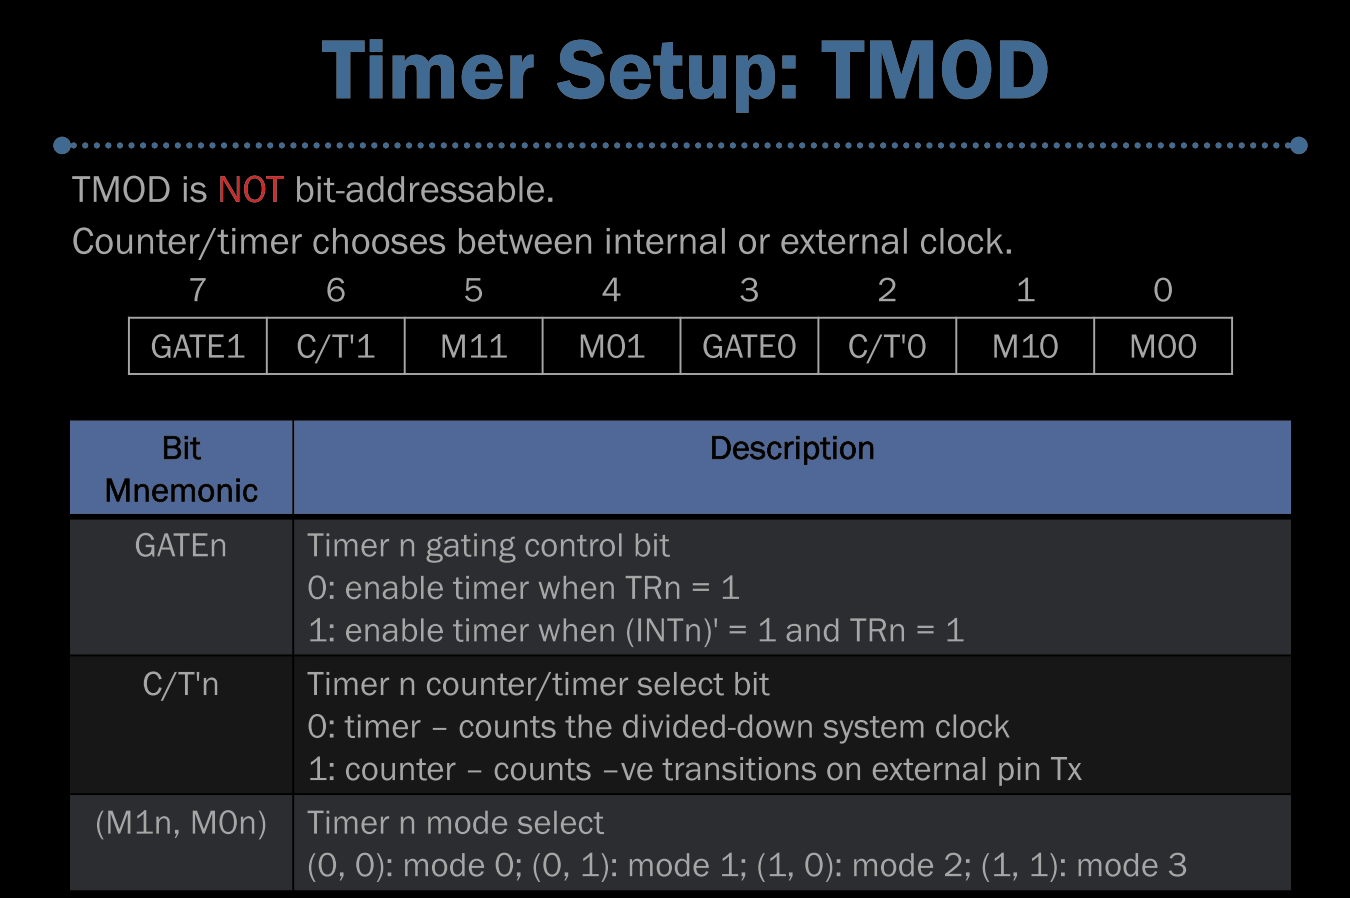 Timer Setup: TMOD
TMOD is NOT bit-addressable.
Counter/timer chooses between internal or external clock.
7 6 5 4 3 2 1 0
GATE1 C/T'1 M11 M01 GATE0 C/T'0 M10 M00
Bit Mnemonic Description
GATEn Timer n gating control bit
0: enable timer when TRn = 1
1: enable timer when (INTn)' = 1 and TRn = 1
C/T'n Timer n counter/timer select bit
0: timer – counts the divided-down system clock
1: counter – counts –ve transitions on external pin Tx
(M1n, M0n) Timer n mode select
(0, 0): mode 0; (0, 1): mode 1; (1, 0): mode 2; (1, 1): mode 3